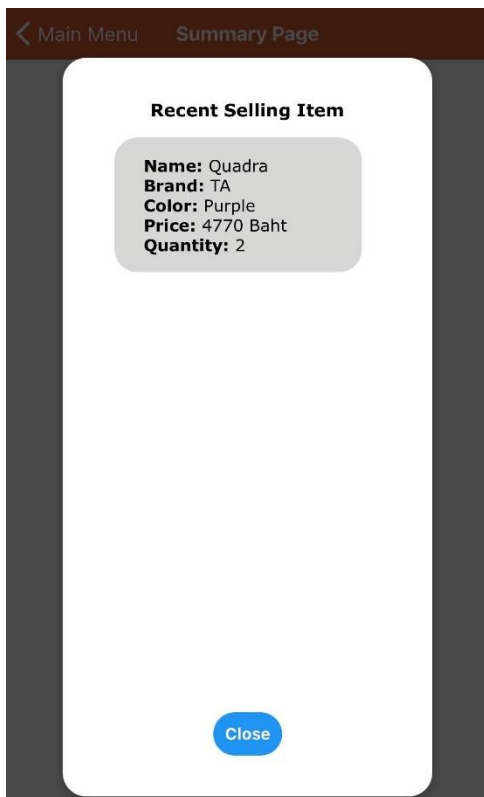 Main Menu Summary Page
Recent Selling Item
Name: Quadra
Brand: TA
Color: Purple
Price: 4770 Baht
Quantity: 2
Close